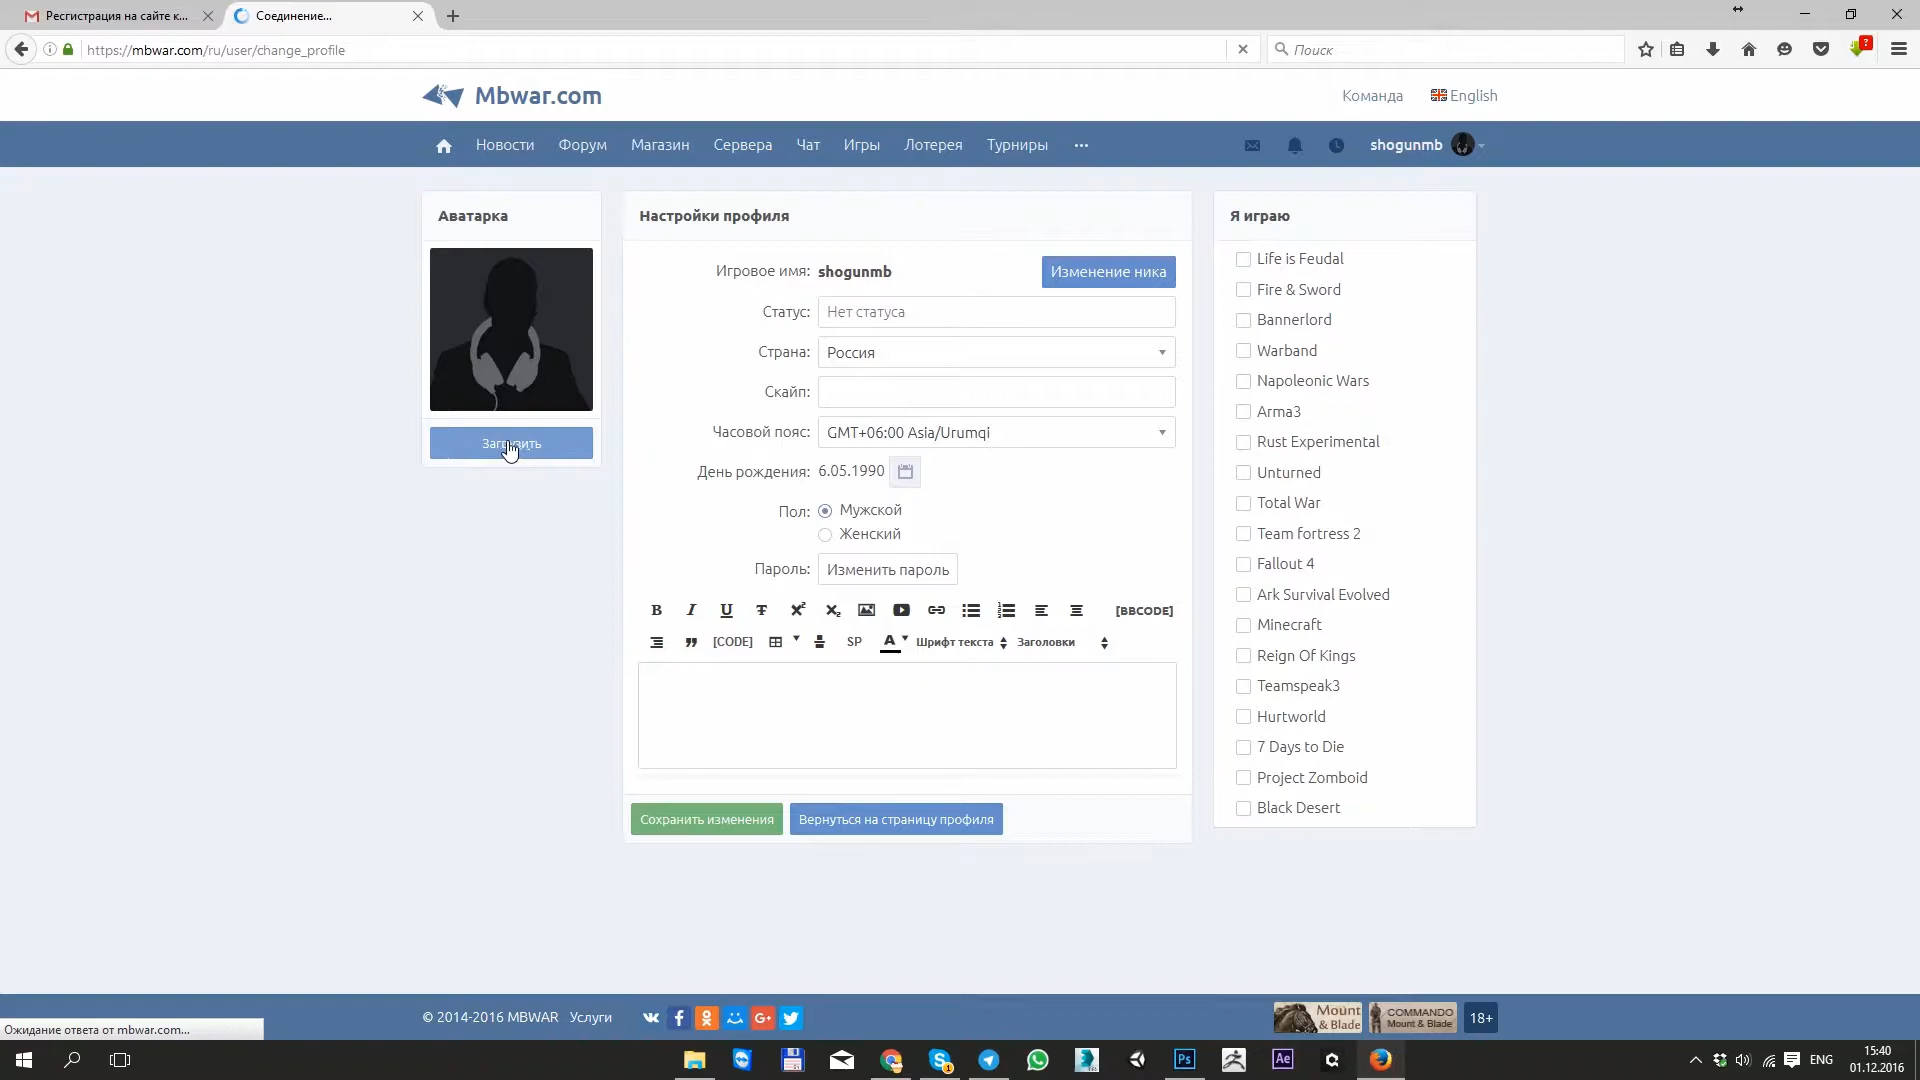 Рестистрация на сайте к...
Соединение...
https://mbwar.com/ru/user/change_profile
Поиск
?
Mbwar.com
Команда
English
Новости
Форум
Магазин
Сервера
Чат
Игры
Лотерея
Турниры
shogunmb
Аватарка
Загрузить
Настройки профиля
Игровое имя: shogunmb
Изменение ника
Статус: Нет статуса
Страна: Россия
Скайп:
Часовой пояс: GMT+06:00 Asia/Urumqi
День рождения: 6.05.1990
Пол: Мужской
Женский
Пароль: Изменить пароль
[BBCODE]
[CODE]
SP
A
Шрифт текста
Заголовки
Сохранить изменения
Вернуться на страницу профиля
Я играю
Life is Feudal
Fire & Sword
Bannerlord
Warband
Napoleonic Wars
Arma3
Rust Experimental
Unturned
Total War
Team fortress 2
Fallout 4
Ark Survival Evolved
Minecraft
Reign Of Kings
Teamspeak3
Hurtworld
7 Days to Die
Project Zomboid
Black Desert
© 2014-2016 MBWAR
Услуги
Mount
& Blade
COMMANDO
Mount & Blade
18+
Ожидание ответа от mbwar.com...
Ps
Ae
ENG
15:40
01.12.2016